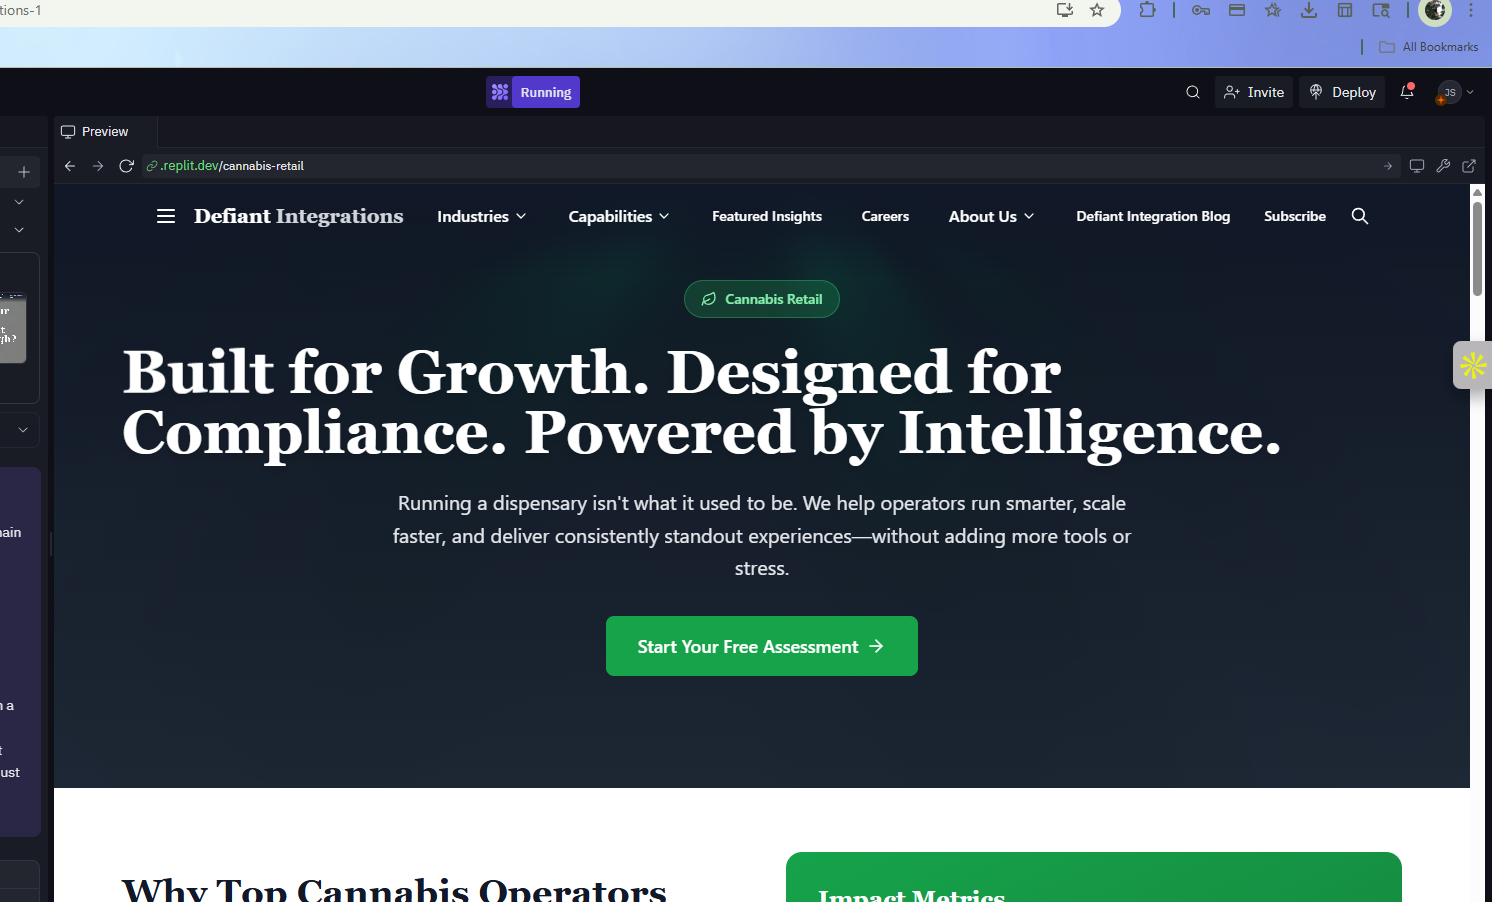 tions-1
All Bookmarks
Running
Invite
Deploy
JS
Preview
.replit.dev/cannabis-retail
Defiant Integrations
Industries
Capabilities
Featured Insights
Careers
About Us
Defiant Integration Blog
Subscribe
Cannabis Retail
Built for Growth. Designed for
Compliance. Powered by Intelligence.
Running a dispensary isn't what it used to be. We help operators run smarter, scale
faster, and deliver consistently standout experiences—without adding more tools or
stress.
Start Your Free Assessment
Why Top Cannabis Operators
Impact Metrics
ain
n a
t
ust